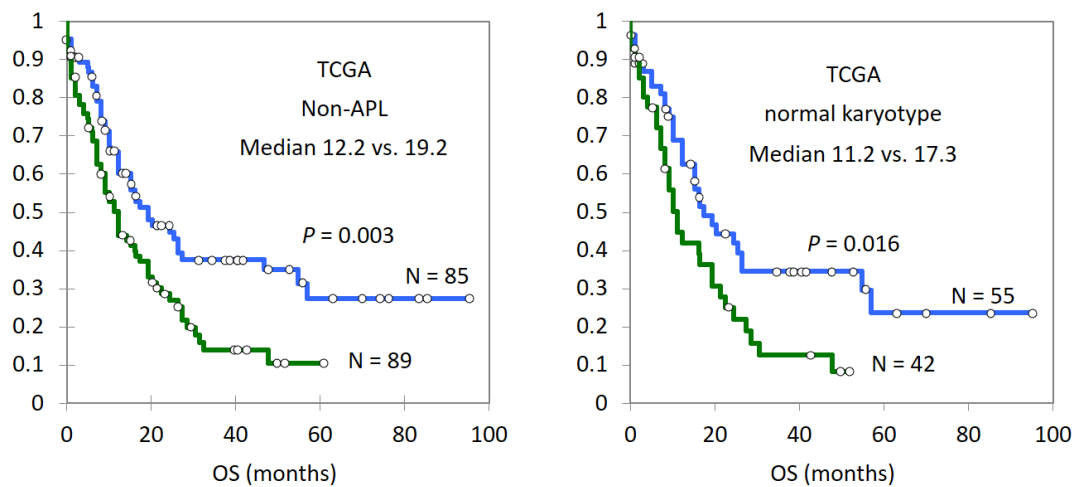 1
0.9
0.8
0.7
0.6
0.5
0.4
0.3
0.2
0.1
0
TCGA
Non-APL
Median 12.2 vs. 19.2
P = 0.003
N = 85
N = 89
0 20 40 60 80 100
OS (months)
1
0.9
0.8
0.7
0.6
0.5
0.4
0.3
0.2
0.1
0
TCGA
normal karyotype
Median 11.2 vs. 17.3
P = 0.016
N = 55
N = 42
0 20 40 60 80 100
OS (months)